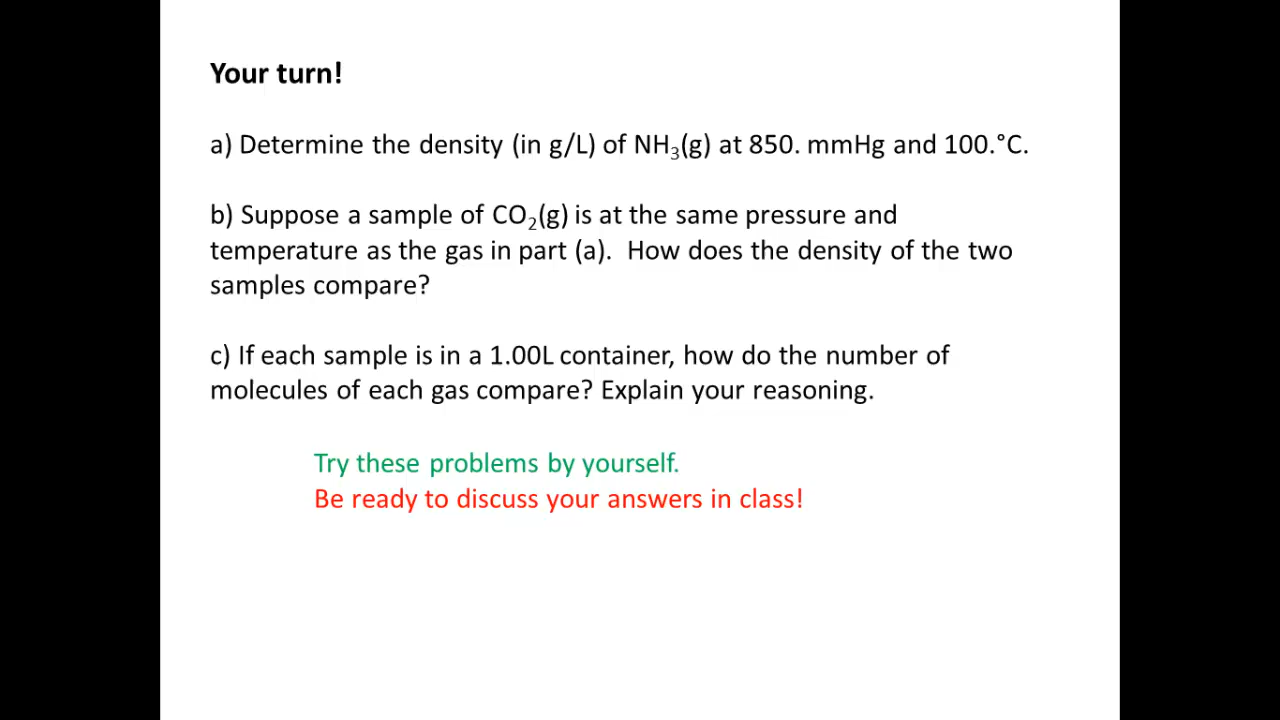 Your turn!
a) Determine the density (in g/L) of NH₃(g) at 850. mmHg and 100.°C.
b) Suppose a sample of CO₂(g) is at the same pressure and
temperature as the gas in part (a).  How does the density of the two
samples compare?
c) If each sample is in a 1.00L container, how do the number of
molecules of each gas compare? Explain your reasoning.
Try these problems by yourself.
Be ready to discuss your answers in class!